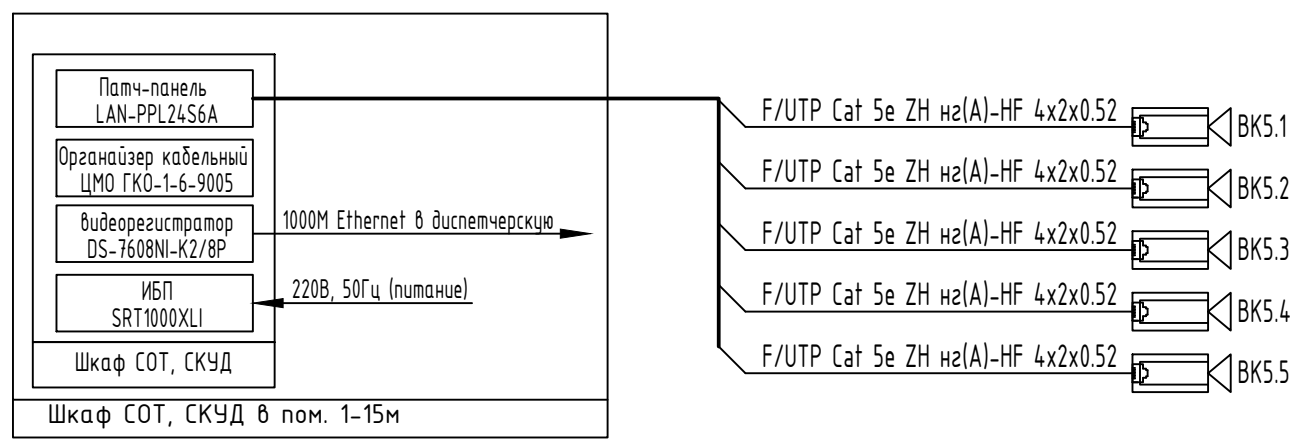 Патч-панель
LAN-PPL24S6A
Органайзер кабельный
ЦМО ГКО-1-6-9005
видеорегистратор
DS-7608NI-K2/8P
1000М Ethernet в диспетчерскую
ИБП
SRT1000XLI
220В, 50Гц (питание)
Шкаф СОТ, СКУД
Шкаф СОТ, СКУД в пом. 1-15м
F/UTP Cat 5e ZH нг(А)-HF 4x2x0.52
ВК5.1
F/UTP Cat 5e ZH нг(А)-HF 4x2x0.52
ВК5.2
F/UTP Cat 5e ZH нг(А)-HF 4x2x0.52
ВК5.3
F/UTP Cat 5e ZH нг(А)-HF 4x2x0.52
ВК5.4
F/UTP Cat 5e ZH нг(А)-HF 4x2x0.52
ВК5.5